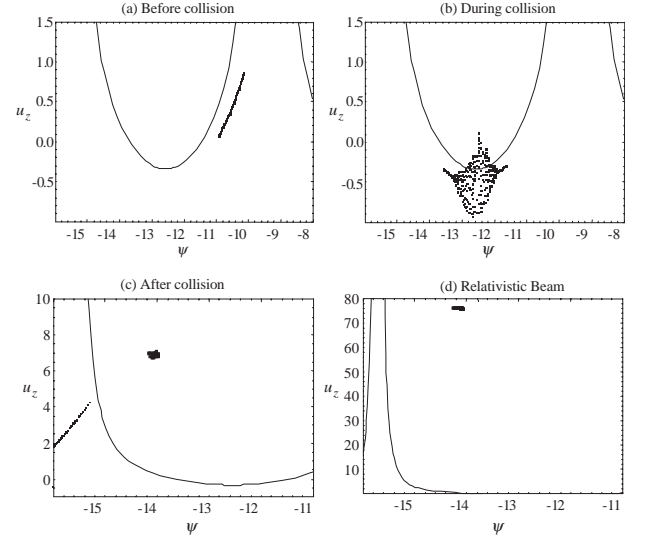 (a) Before collision
(b) During collision
1.5
1.0
0.5
0.0
-0.5
u_z
-15 -14 -13 -12 -11 -10 -9 -8
ψ
1.5
1.0
0.5
0.0
-0.5
u_z
-15 -14 -13 -12 -11 -10 -9 -8
ψ
(c) After collision
(d) Relativistic Beam
10
8
6
4
2
0
u_z
-15 -14 -13 -12 -11
ψ
80
70
60
50
40
30
20
10
u_z
-15 -14 -13 -12 -11
ψ